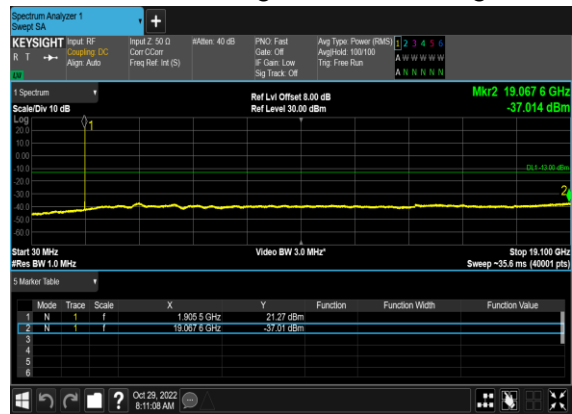 Spectrum Analyzer 1
Swept SA
+
KEYSIGHT Input: RF Input Z: 50 Ω #Atten: 40 dB PNO: Fast Avg Type: Power (RMS) 1 2 3 4 5 6
R T Coupling: DC Corr CCorr Gate: Off Avg|Hold: 100/100 A W W W W W
Align: Auto Freq Ref: Int (S) IF Gain: Low Trig: Free Run
LXI Sig Track: Off A N N N N N
1 Spectrum Ref Lvl Offset 8.00 dB Mkr2 19.067 6 GHz
Scale/Div 10 dB Ref Level 30.00 dBm -37.014 dBm
Log
1
20.0
10.0
0.00
-10.0
DL1 -13.00 dBm
-20.0
-30.0
2
-40.0
-50.0
-60.0
Start 30 MHz Video BW 3.0 MHz* Stop 19.100 GHz
#Res BW 1.0 MHz Sweep ~35.6 ms (40001 pts)
5 Marker Table
Mode Trace Scale X Y Function Function Width Function Value
1 N 1 f 1.905 5 GHz 21.27 dBm
2 N 1 f 19.067 6 GHz -37.01 dBm
3
4
5
6
? Oct 29, 2022
8:11:08 AM